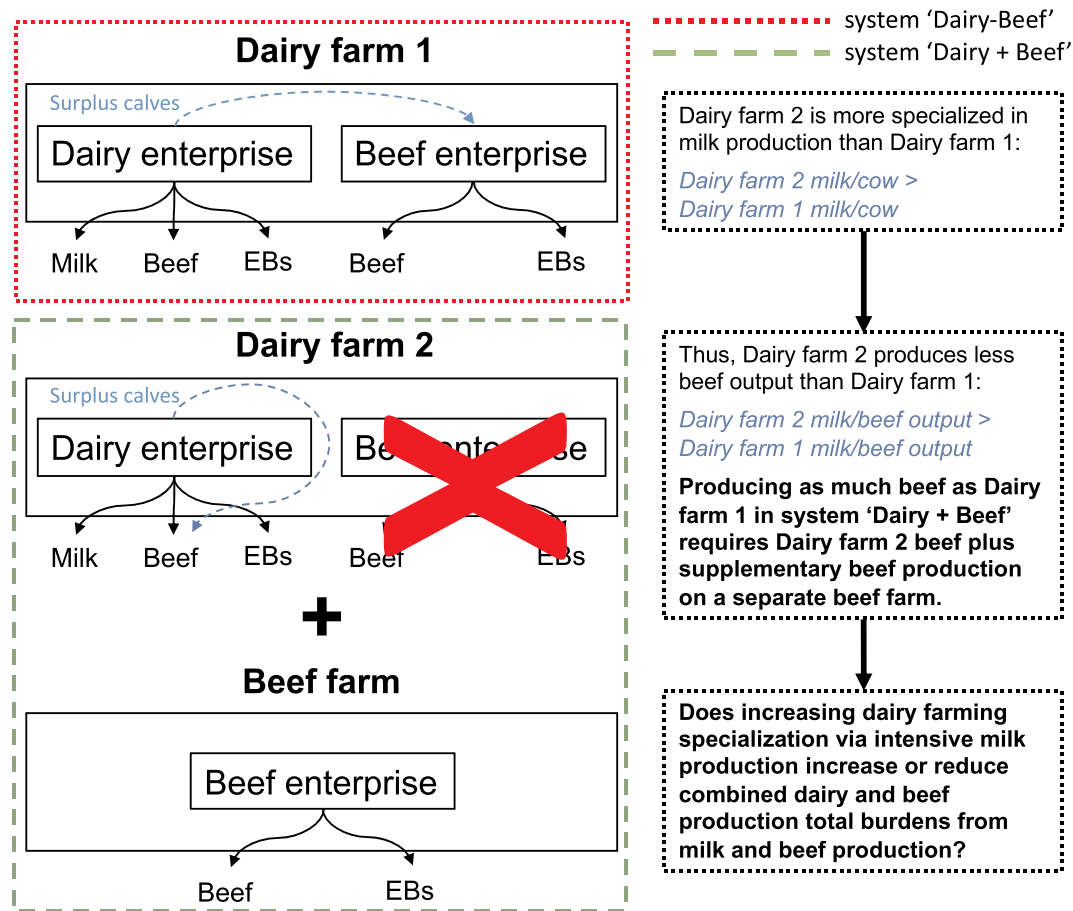 system ‘Dairy-Beef’
system ‘Dairy + Beef’
Dairy farm 1
Surplus calves
Dairy enterprise
Beef enterprise
Milk
Beef
EBs
Beef
EBs
Dairy farm 2
Surplus calves
Dairy enterprise
Beef enterprise
Milk
Beef
EBs
Beef
EBs
+
Beef farm
Beef enterprise
Beef
EBs
Dairy farm 2 is more specialized in
milk production than Dairy farm 1:
Dairy farm 2 milk/cow >
Dairy farm 1 milk/cow
Thus, Dairy farm 2 produces less
beef output than Dairy farm 1:
Dairy farm 2 milk/beef output >
Dairy farm 1 milk/beef output
Producing as much beef as Dairy
farm 1 in system ‘Dairy + Beef’
requires Dairy farm 2 beef plus
supplementary beef production
on a separate beef farm.
Does increasing dairy farming
specialization via intensive milk
production increase or reduce
combined dairy and beef
production total burdens from
milk and beef production?